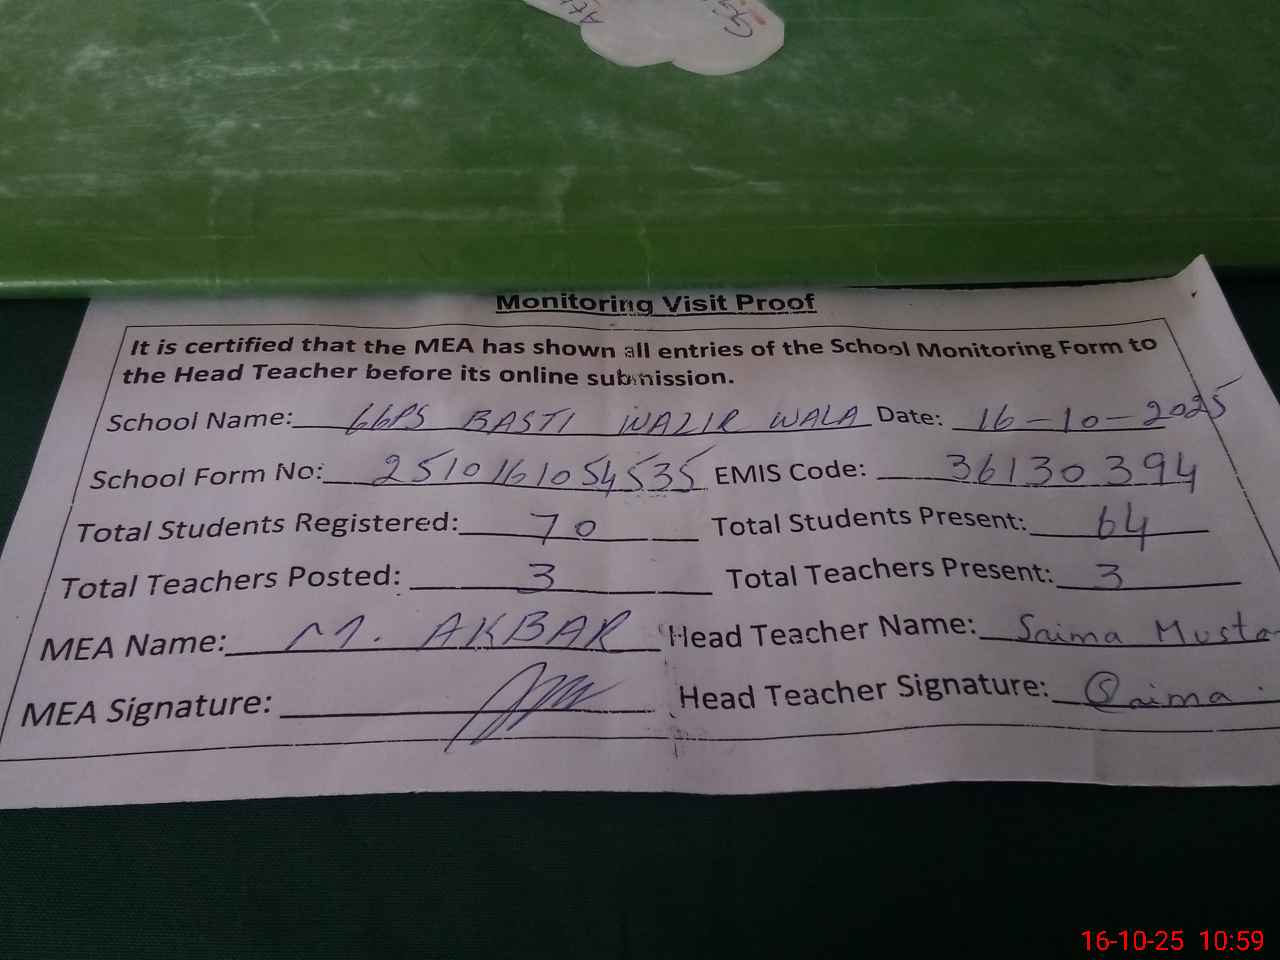 Monitoring Visit Proof
It is certified that the MEA has shown all entries of the School Monitoring Form to
the Head Teacher before its online submission.
School Name: GGPS BASTI WAZIR WALA Date: 16-10-2025
School Form No: 2510161054535 EMIS Code: 36130394
Total Students Registered: 70 Total Students Present: 64
Total Teachers Posted: 3 Total Teachers Present: 3
MEA Name: M. AKBAR Head Teacher Name: Saima Musta
MEA Signature: Head Teacher Signature: Saima
16-10-25 10:59